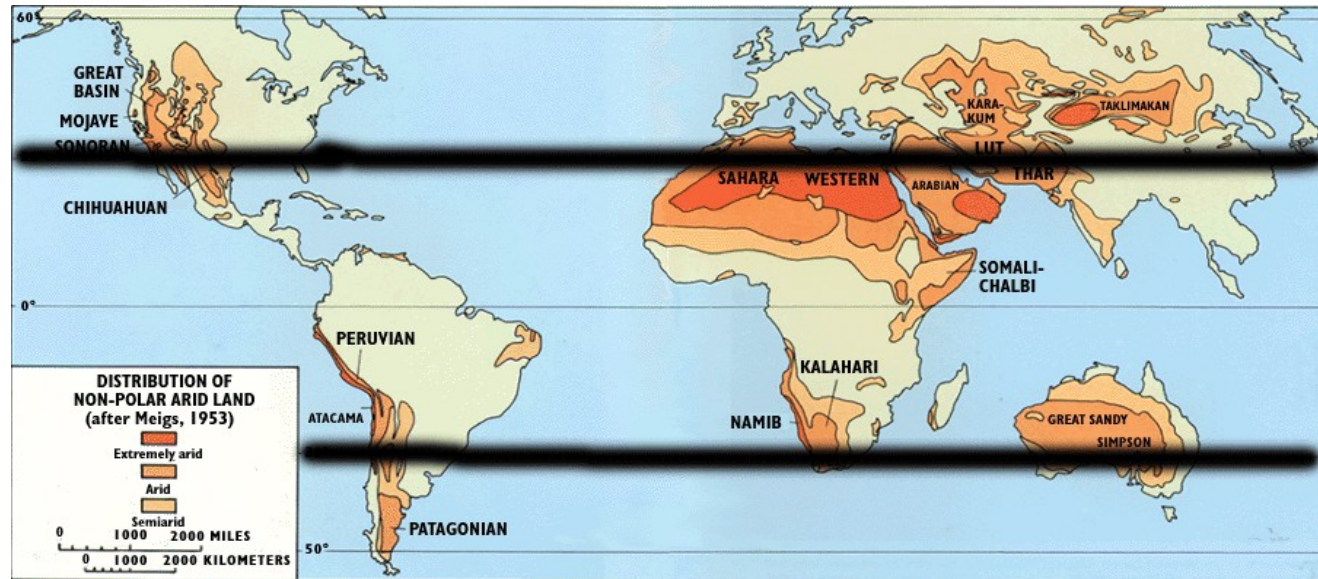 60°
GREAT
BASIN
MOJAVE
SONORAN
CHIHUAHUAN
KARA-
KUM
TAKLIMAKAN
LUT
THAR
SAHARA
WESTERN
ARABIAN
SOMALI-
CHALBI
0°
PERUVIAN
ATACAMA
KALAHARI
NAMIB
GREAT SANDY
SIMPSON
PATAGONIAN
50°
DISTRIBUTION OF
NON-POLAR ARID LAND
(after Meigs, 1953)
Extremely arid
Arid
Semiarid
0 1000 2000 MILES
0 1000 2000 KILOMETERS